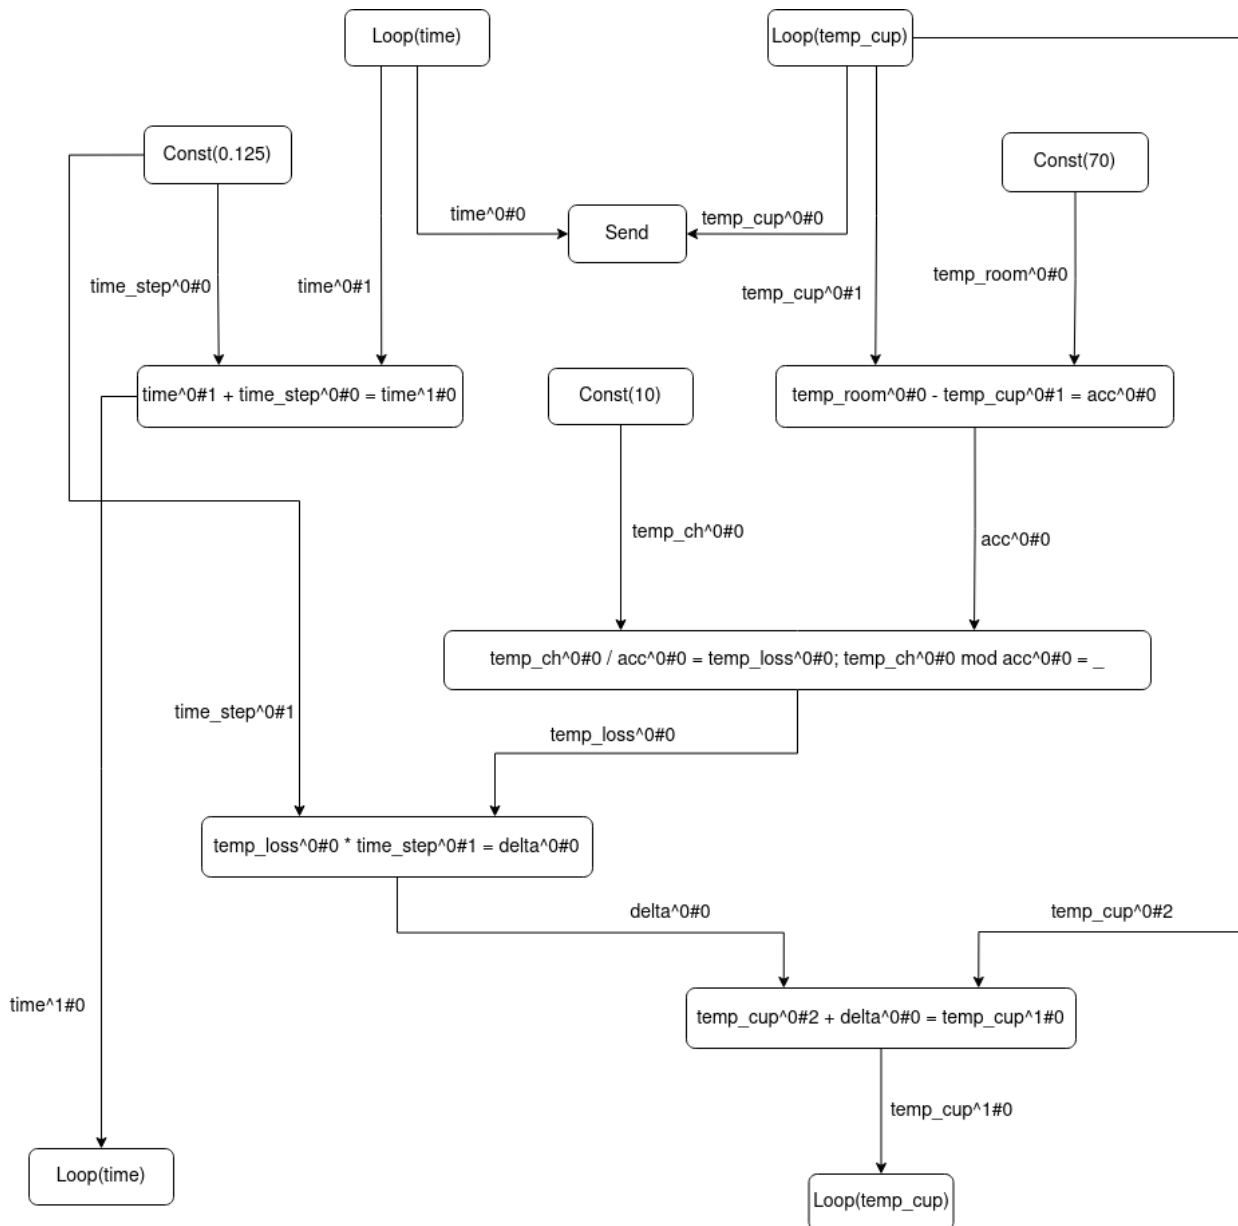 Loop(time)
Loop(temp_cup)
Const(0.125)
Const(70)
time^0#0
Send
temp_cup^0#0
time_step^0#0
time^0#1
temp_cup^0#1
temp_room^0#0
time^0#1 + time_step^0#0 = time^1#0
Const(10)
temp_room^0#0 - temp_cup^0#1 = acc^0#0
temp_ch^0#0
acc^0#0
temp_ch^0#0 / acc^0#0 = temp_loss^0#0; temp_ch^0#0 mod acc^0#0 = _
time_step^0#1
temp_loss^0#0
temp_loss^0#0 * time_step^0#1 = delta^0#0
delta^0#0
temp_cup^0#2
time^1#0
temp_cup^0#2 + delta^0#0 = temp_cup^1#0
temp_cup^1#0
Loop(time)
Loop(temp_cup)